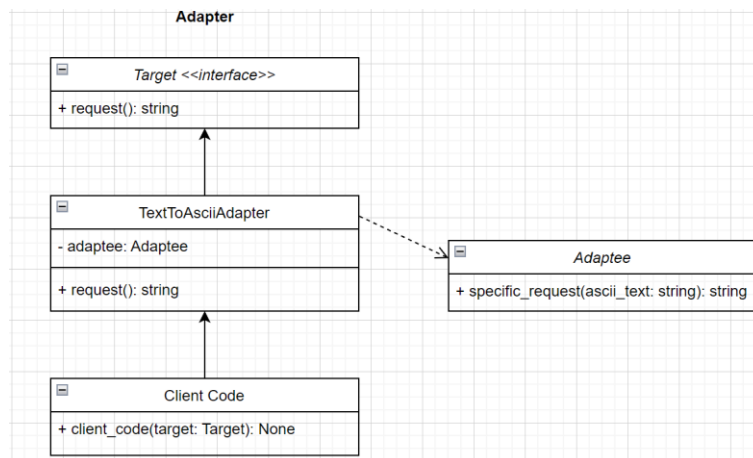 Adapter
Target <<interface>>
+ request(): string
TextToAsciiAdapter
- adaptee: Adaptee
+ request(): string
Adaptee
+ specific_request(ascii_text: string): string
Client Code
+ client_code(target: Target): None